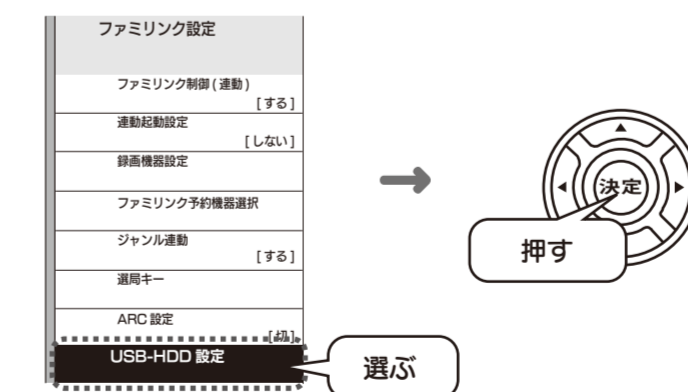 ファミリンク設定
ファミリンク制御 ( 連動 )
[ する ]
連動起動設定
[ しない ]
録画機器設定
ファミリンク予約機器選択
ジャンル連動
[ する ]
選局キー
ARC 設定
[ 切 ]
USB-HDD 設定
選ぶ
決定
押す